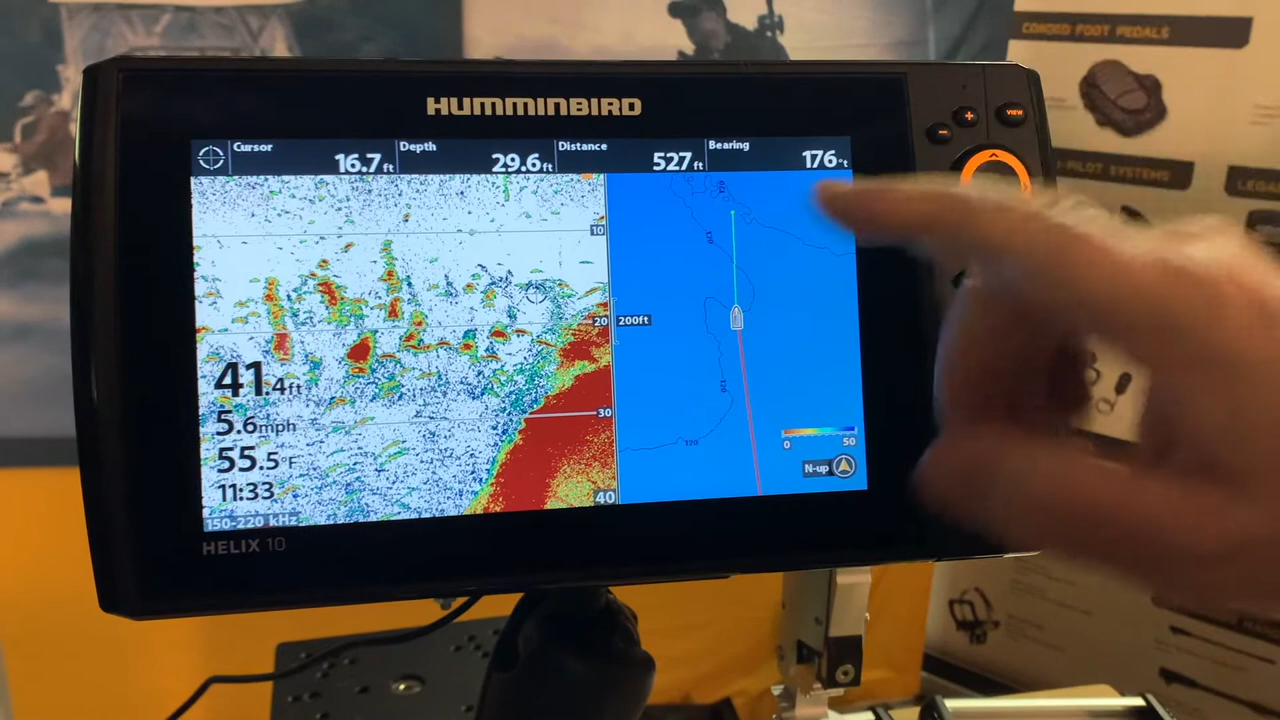 CORDED FOOT PEDALS
HUMMINBIRD
VIEW
Cursor 16.7 ft
Depth 29.6 ft
Distance 527 ft
Bearing 176°t
I-PILOT SYSTEMS
10
20
30
40
200ft
120
120
120
120
41.4 ft
5.6 mph
55.5 °F
11:33
150-220 kHz
0 50
N-up
HELIX 10